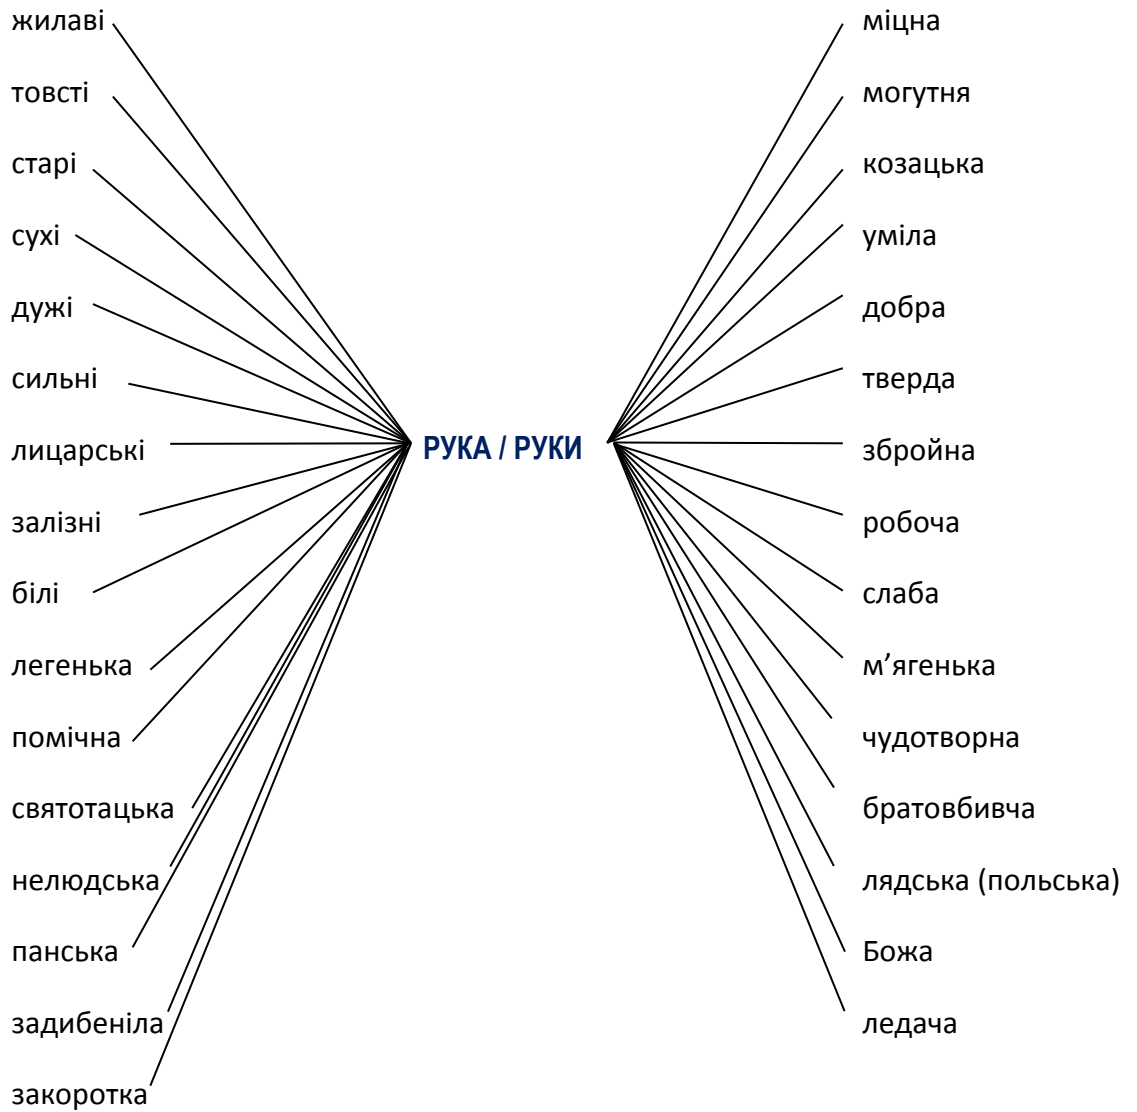 жилаві
товсті
старі
сухі
дужі
сильні
лицарські
залізні
білі
легенька
помічна
святотацька
нелюдська
панська
задибеніла
закоротка
РУКА / РУКИ
міцна
могутня
козацька
уміла
добра
тверда
збройна
робоча
слаба
м’ягенька
чудотворна
братовбивча
лядська (польська)
Божа
ледача